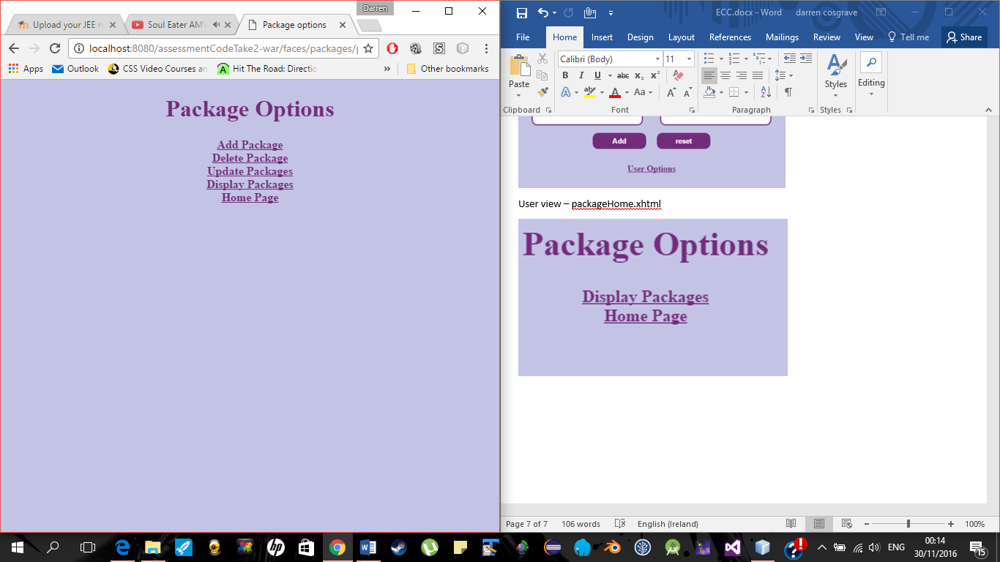 Darren
Upload your JEE r
Soul Eater AMV
Package options
localhost:8080/assessmentCodeTake2-war/faces/packages/p
Apps
Outlook
CSS Video Courses an
Hit The Road: Directio
»
Other bookmarks
Package Options
Add Package
Delete Package
Update Packages
Display Packages
Home Page
ECC.docx - Word
darren cosgrave
File Home Insert Design Layout References Mailings Review View Tell me Share
Paste
Clipboard
Calibri (Body) 11
B I U abc x₂ x²
A ab A Aa A A
Font
Paragraph
Styles
Styles
Editing
Add reset
User Options
User view – packageHome.xhtml
Package Options
Display Packages
Home Page
Page 7 of 7 106 words English (Ireland) 100%
ENG
00:14
30/11/2016
15